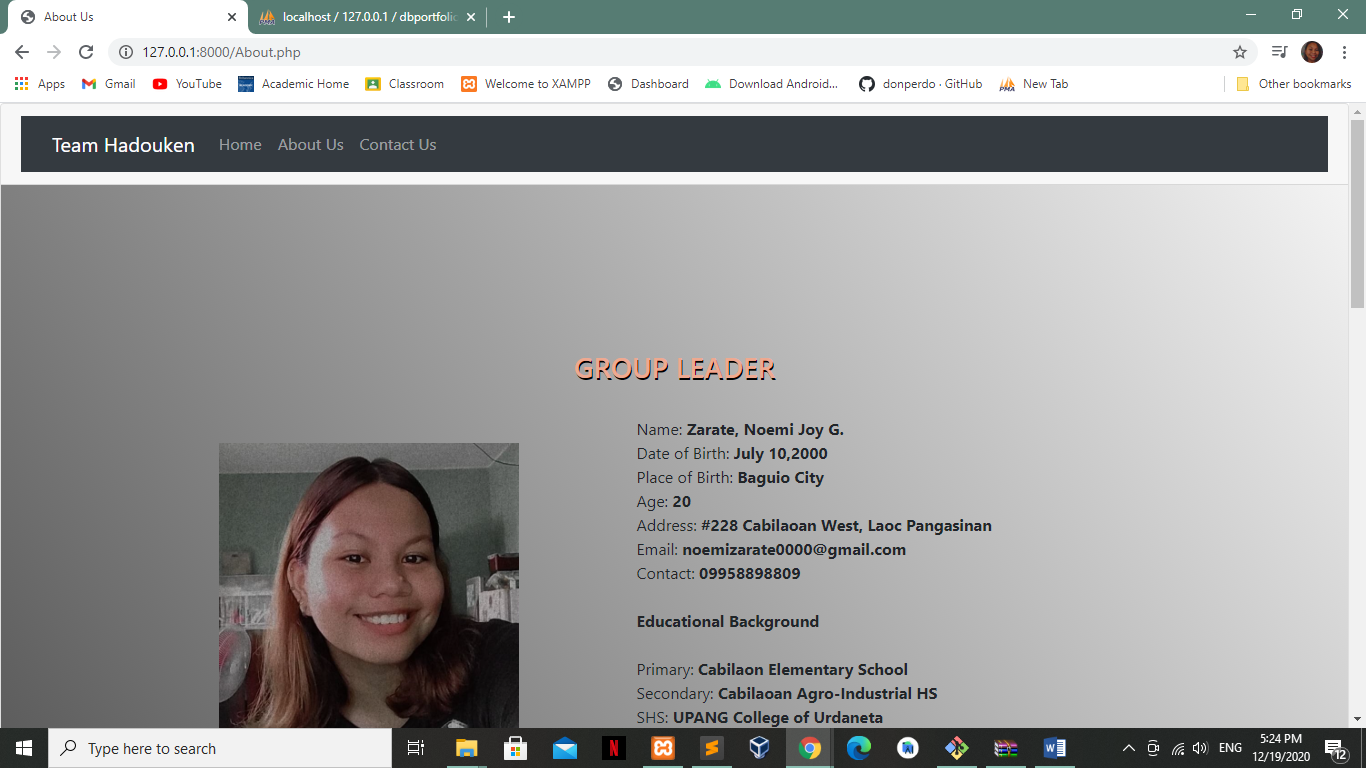 About Us
localhost / 127.0.0.1 / dbportfolio
127.0.0.1:8000/About.php
Apps
Gmail
YouTube
Academic Home
Classroom
Welcome to XAMPP
Dashboard
Download Android...
donperdo · GitHub
New Tab
Other bookmarks
Team Hadouken
Home
About Us
Contact Us
GROUP LEADER
Name: Zarate, Noemi Joy G.
Date of Birth: July 10,2000
Place of Birth: Baguio City
Age: 20
Address: #228 Cabilaoan West, Laoc Pangasinan
Email: noemizarate0000@gmail.com
Contact: 09958898809
Educational Background
Primary: Cabilaon Elementary School
Secondary: Cabilaoan Agro-Industrial HS
SHS: UPANG College of Urdaneta
Type here to search
ENG
5:24 PM
12/19/2020
12